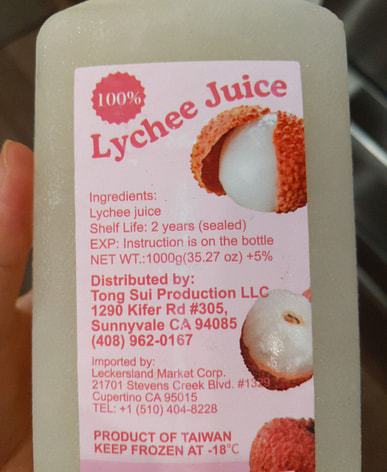 100%
Lychee Juice
Ingredients:
Lychee juice
Shelf Life: 2 years (sealed)
EXP: Instruction is on the bottle
NET WT.:1000g(35.27 oz) +5%
Distributed by:
Tong Sui Production LLC
1290 Kifer Rd #305,
Sunnyvale CA 94085
(408) 962-0167
Imported by:
Leckersland Market Corp.
21701 Stevens Creek Blvd.
Cupertino CA 95015
TEL: +1 (510) 404-8228
PRODUCT OF TAIWAN
KEEP FROZEN AT -18°C